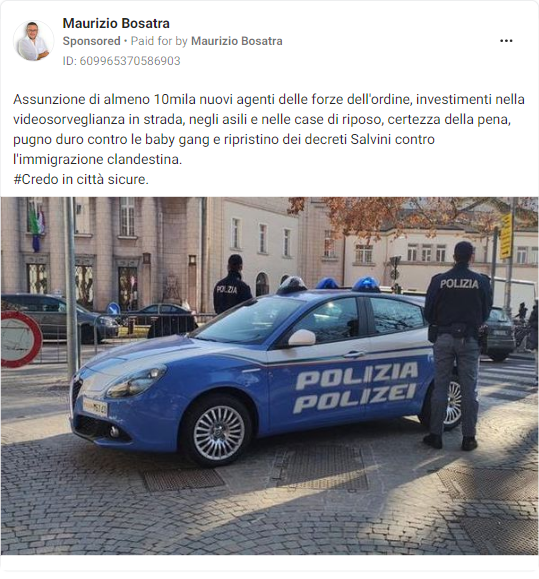 Maurizio Bosatra
Sponsored • Paid for by Maurizio Bosatra
ID: 609965370586903
Assunzione di almeno 10mila nuovi agenti delle forze dell'ordine, investimenti nella
videosorveglianza in strada, negli asili e nelle case di riposo, certezza della pena,
pugno duro contro le baby gang e ripristino dei decreti Salvini contro
l'immigrazione clandestina.
#Credo in città sicure.
POLIZIA
POLIZIA
POLIZIA
POLIZEI